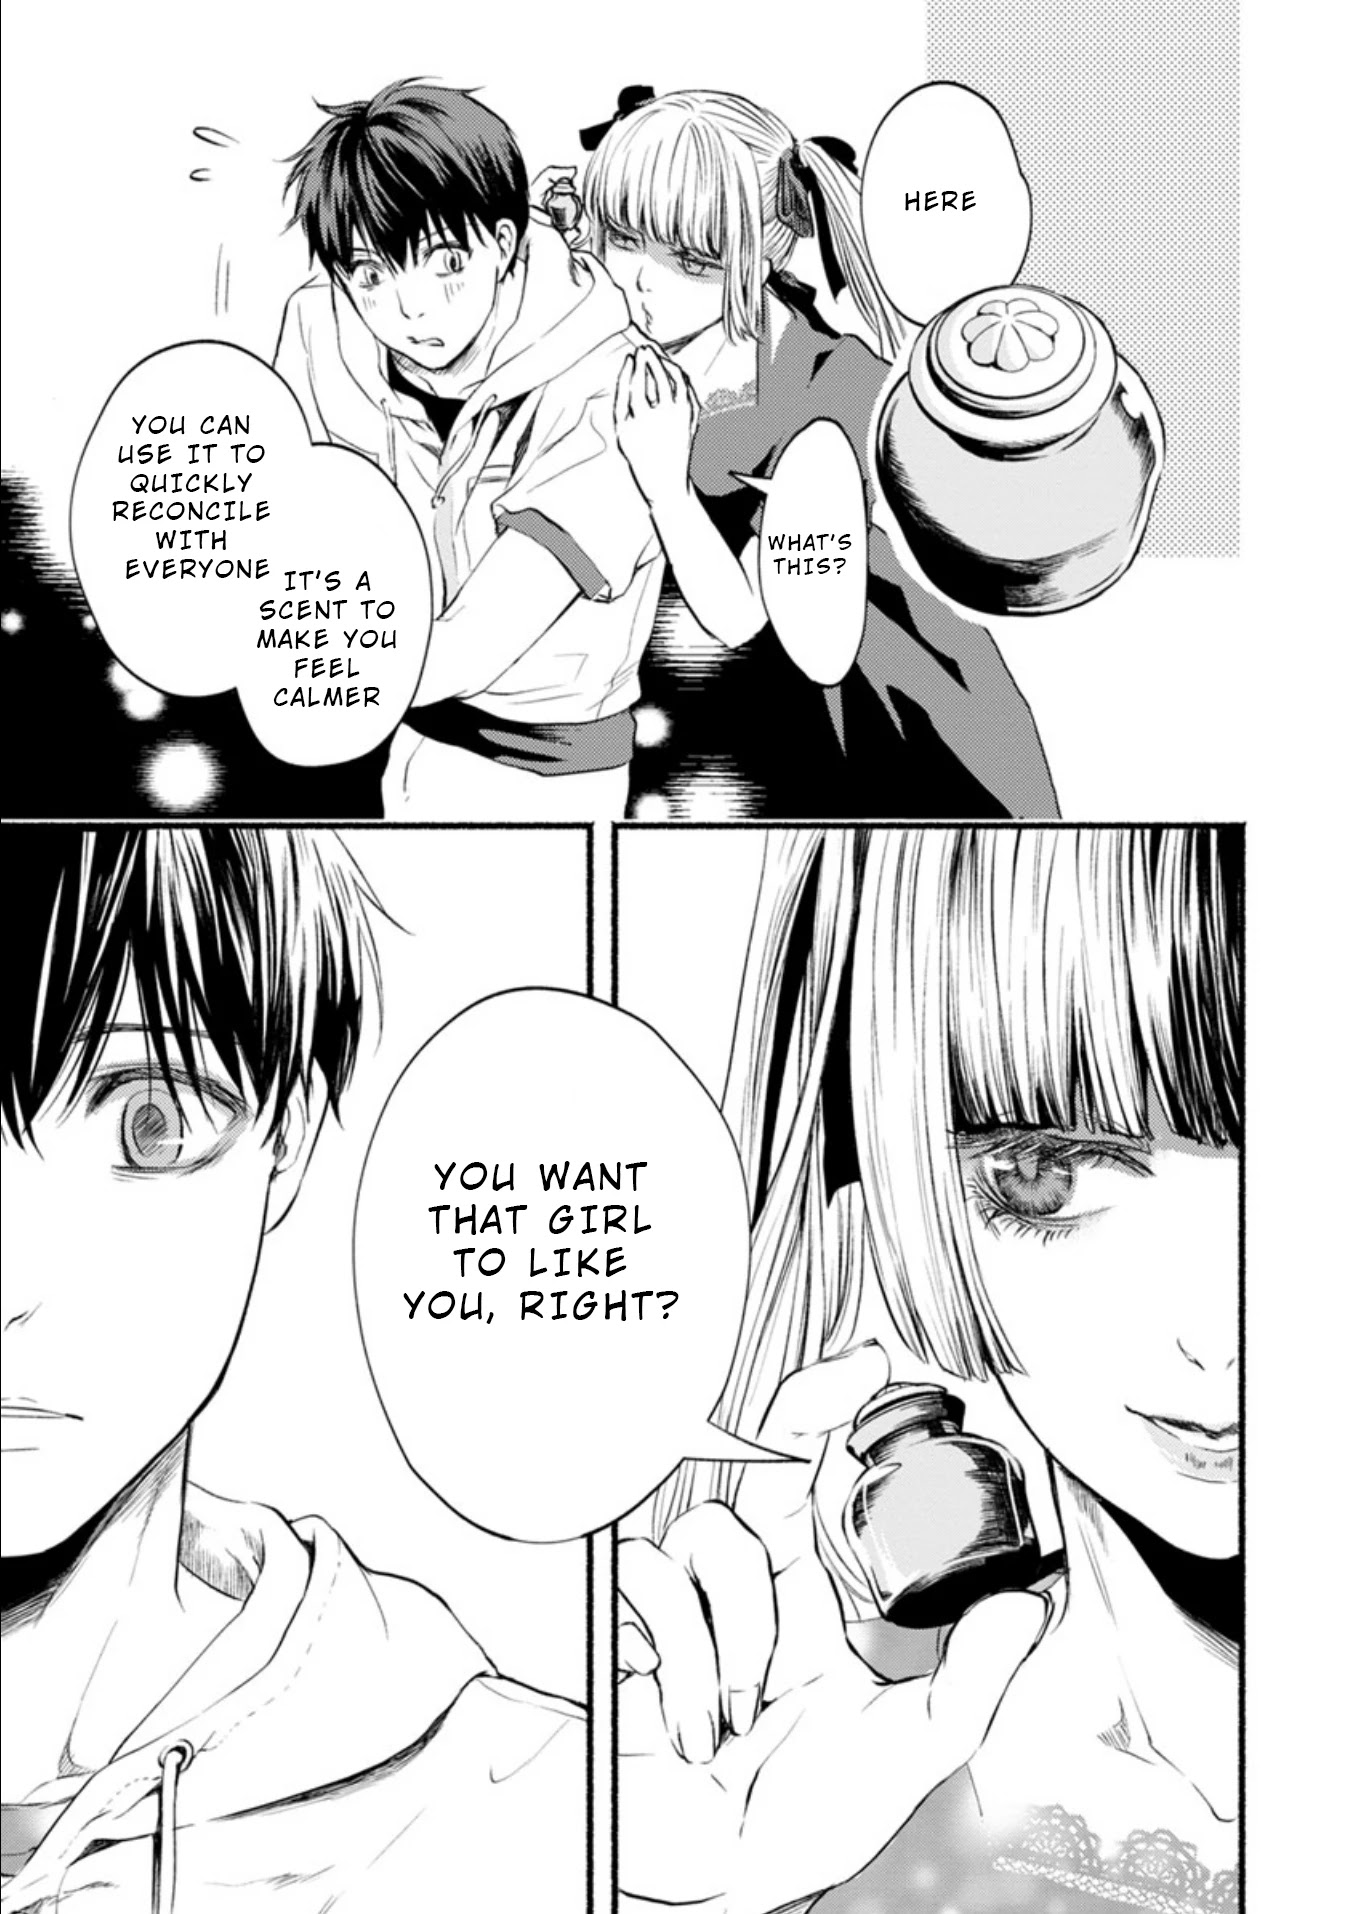 HERE
WHAT'S
THIS?
IT'S A
SCENT TO
MAKE YOU
FEEL
CALMER
YOU CAN
USE IT TO
QUICKLY
RECONCILE
WITH
EVERYONE
YOU WANT
THAT GIRL
TO LIKE
YOU, RIGHT?